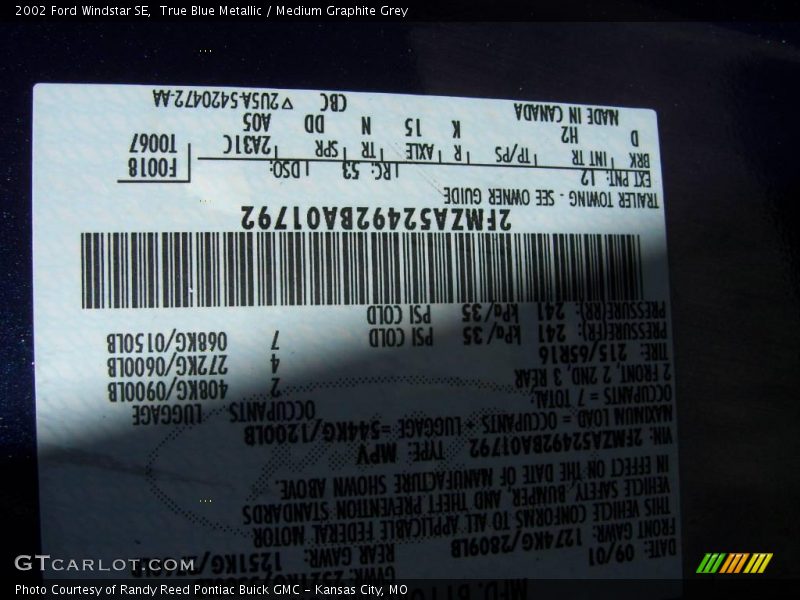 2002 Ford Windstar SE, True Blue Metallic / Medium Graphite Grey
DATE: 09/01
FRONT GAWR: 1274KG/2809LB REAR GAWR: 1251KG/
THIS VEHICLE CONFORMS TO ALL APPLICABLE FEDERAL MOTOR
VEHICLE SAFETY, BUMPER, AND THEFT PREVENTION STANDARDS
IN EFFECT ON THE DATE OF MANUFACTURE SHOWN ABOVE.
VIN: 2FMZA52492BA01792 TYPE: MPV
MAXIMUM LOAD = OCCUPANTS + LUGGAGE =544KG/1200LB
OCCUPANTS = 7 TOTAL, OCCUPANTS LUGGAGE
2 FRONT, 2 2ND, 3 REAR 2 408KG/0900LB
TIRE: 215/65R16 4 272KG/0600LB
PRESSURE(FR): 241 kPa/35 PSI COLD 7 068KG/0150LB
PRESSURE(RR): 241 kPa/35 PSI COLD
2FMZA52492BA01792
TRAILER TOWING - SEE OWNER GUIDE
EXT PNT: 12 RC: 53 DSO: F0018
BRK INT TR TP/PS R AXLE TR SPR 2A31C T0067
D H2 K 15 N DD A05
MADE IN CANADA CBC ▽2U5A-5420472-AA
GTCARLOT.COM
Photo Courtesy of Randy Reed Pontiac Buick GMC - Kansas City, MO